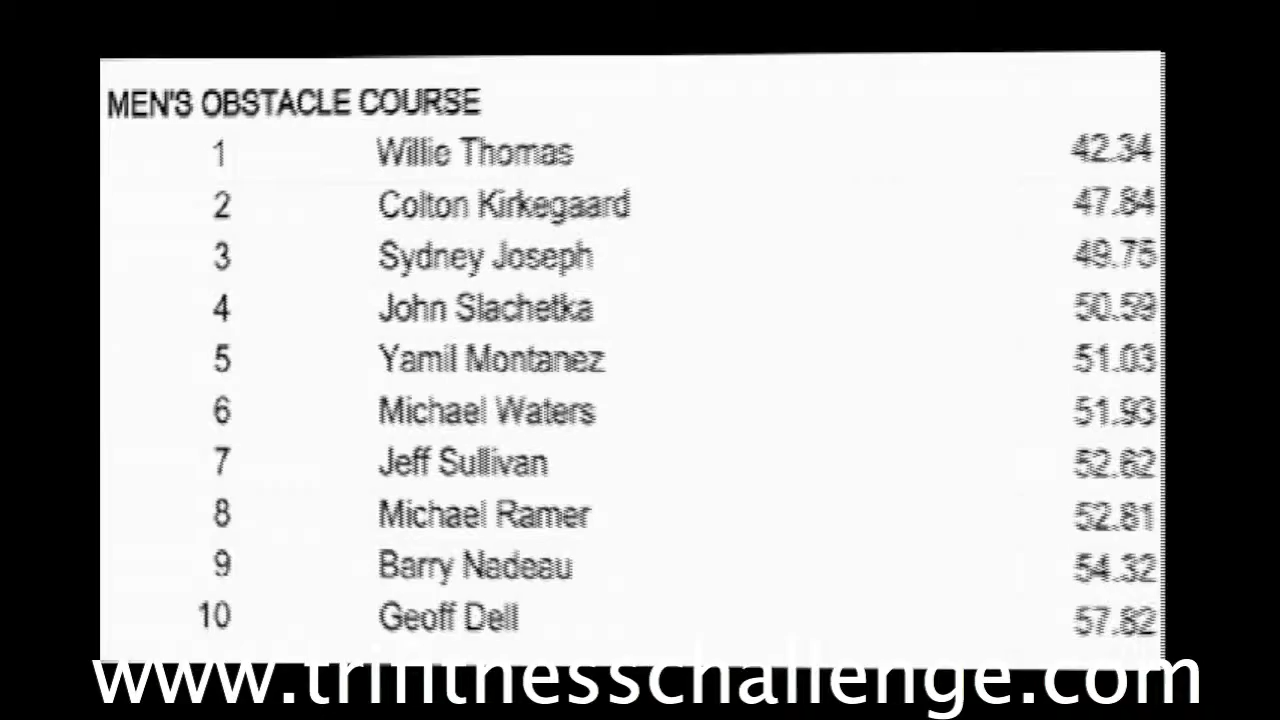 MEN'S OBSTACLE COURSE
1 Willie Thomas 42.34
2 Colton Kirkegaard 47.84
3 Sydney Joseph 49.75
4 John Slachetka 50.59
5 Yamil Montanez 51.03
6 Michael Waters 51.93
7 Jeff Sullivan 52.62
8 Michael Ramer 52.81
9 Barry Nadeau 54.32
10 Geoff Dell 57.82
www.trifitnesschallenge.com